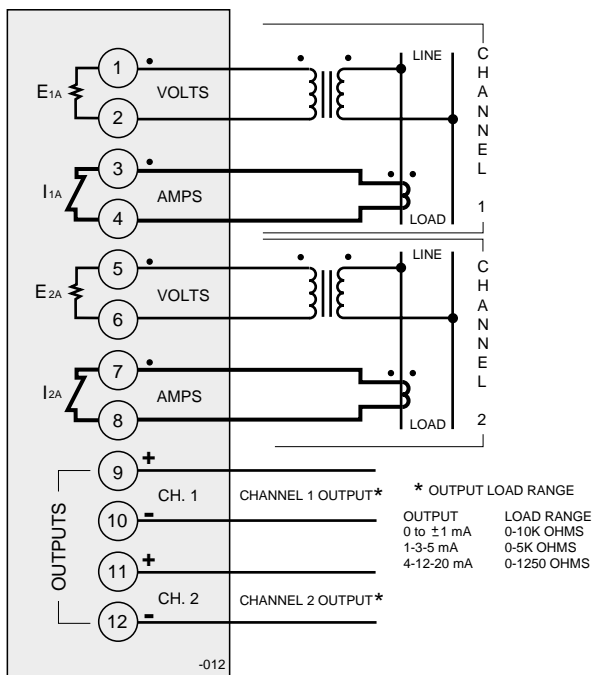 1
2
E1A
VOLTS
3
4
I1A
AMPS
LINE
LOAD
CHANNEL 1
5
6
E2A
VOLTS
7
8
I2A
AMPS
LINE
LOAD
CHANNEL 2
OUTPUTS
9 +
CH. 1
CHANNEL 1 OUTPUT*
10 -
11 +
CH. 2
CHANNEL 2 OUTPUT*
12 -
* OUTPUT LOAD RANGE
OUTPUT LOAD RANGE
0 to ±1 mA 0-10K OHMS
1-3-5 mA 0-5K OHMS
4-12-20 mA 0-1250 OHMS
-012